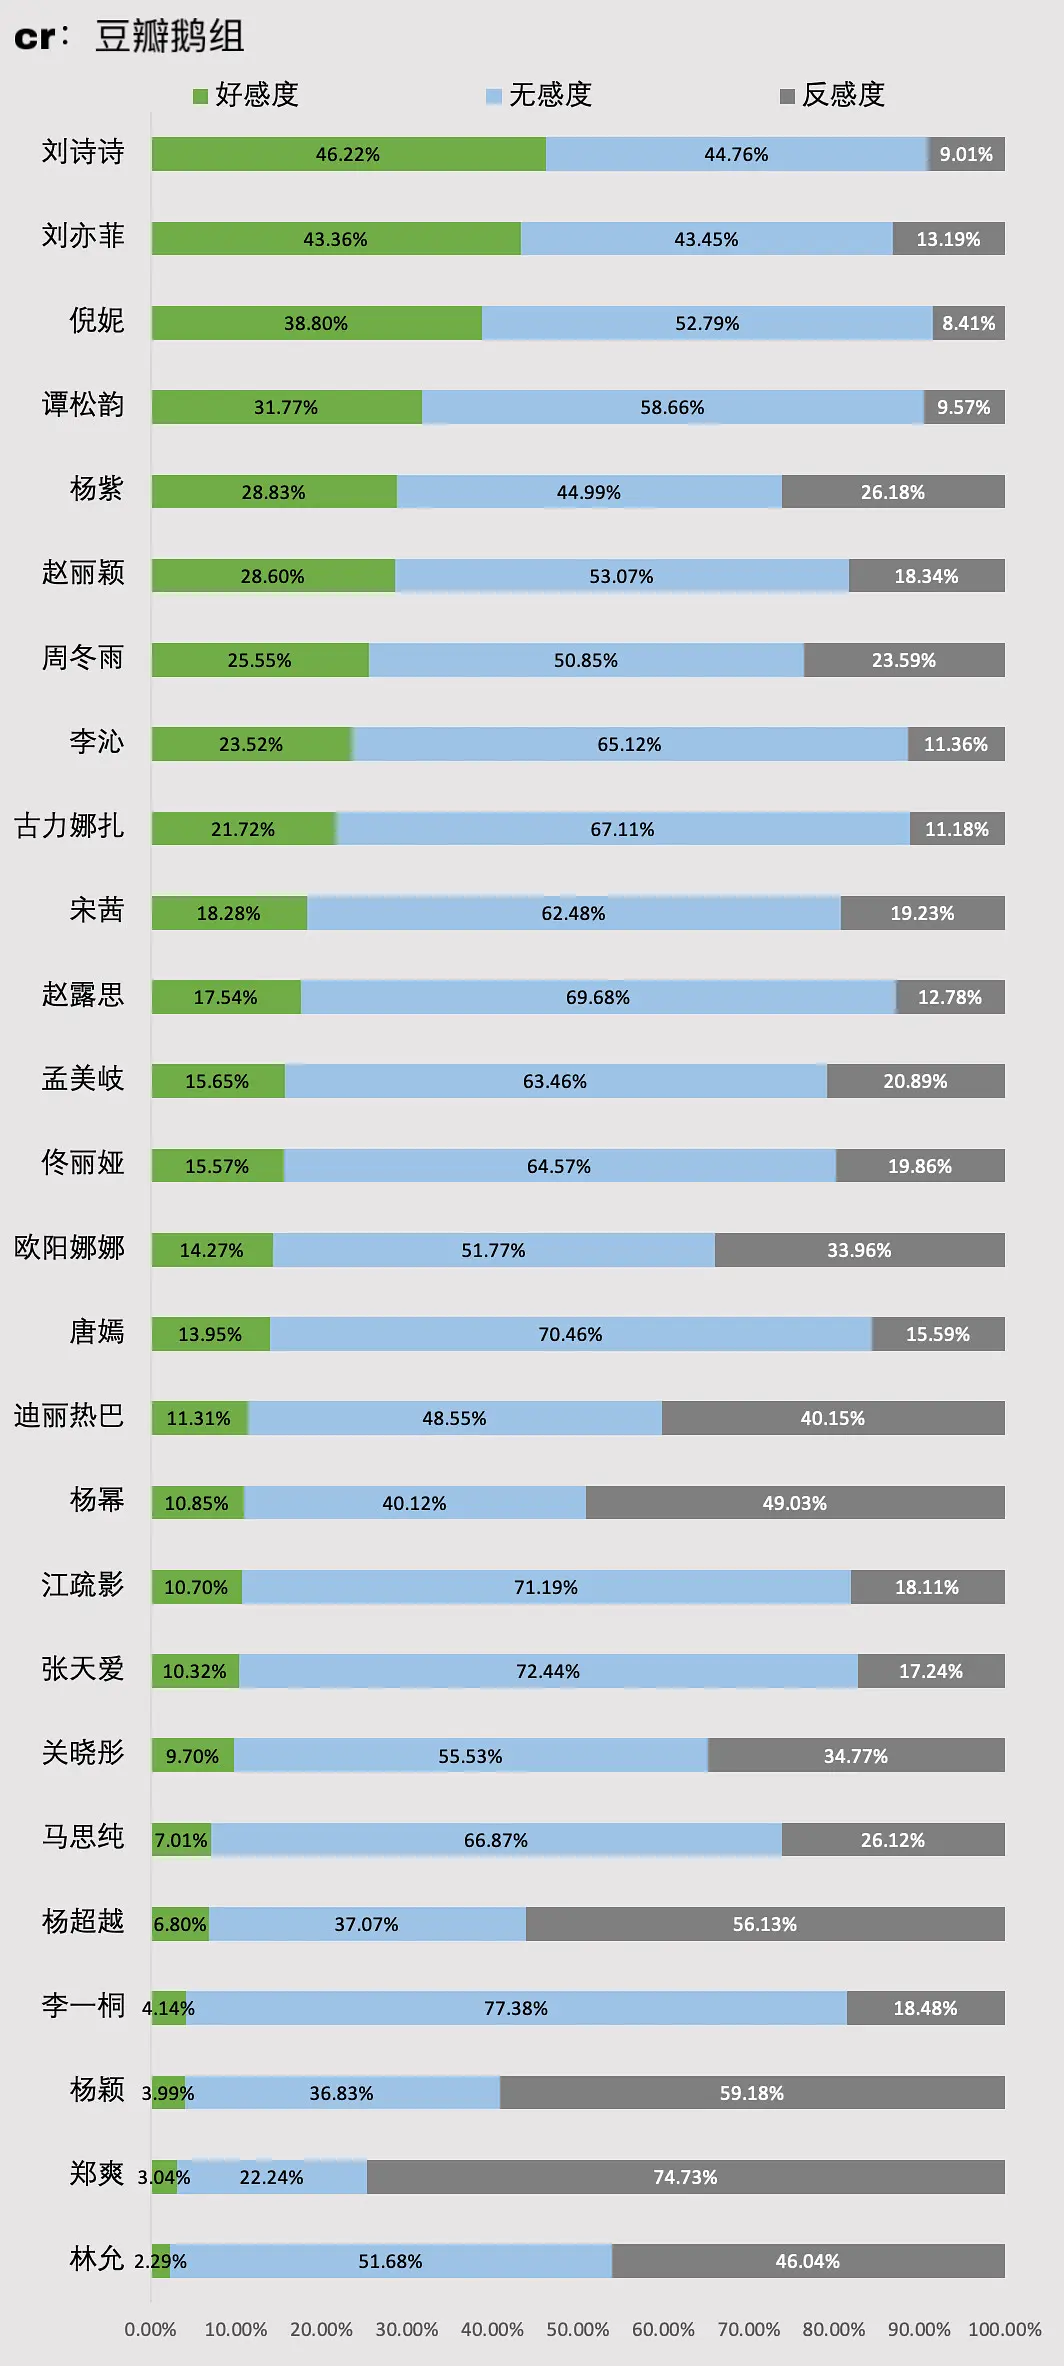 cr: 豆瓣鹅组
好感度 无感度 反感度
刘诗诗 46.22% 44.76% 9.01%
刘亦菲 43.36% 43.45% 13.19%
倪妮 38.80% 52.79% 8.41%
谭松韵 31.77% 58.66% 9.57%
杨紫 28.83% 44.99% 26.18%
赵丽颖 28.60% 53.07% 18.34%
周冬雨 25.55% 50.85% 23.59%
李沁 23.52% 65.12% 11.36%
古力娜扎 21.72% 67.11% 11.18%
宋茜 18.28% 62.48% 19.23%
赵露思 17.54% 69.68% 12.78%
孟美岐 15.65% 63.46% 20.89%
佟丽娅 15.57% 64.57% 19.86%
欧阳娜娜 14.27% 51.77% 33.96%
唐嫣 13.95% 70.46% 15.59%
迪丽热巴 11.31% 48.55% 40.15%
杨幂 10.85% 40.12% 49.03%
江疏影 10.70% 71.19% 18.11%
张天爱 10.32% 72.44% 17.24%
关晓彤 9.70% 55.53% 34.77%
马思纯 7.01% 66.87% 26.12%
杨超越 6.80% 37.07% 56.13%
李一桐 4.14% 77.38% 18.48%
杨颖 3.99% 36.83% 59.18%
郑爽 3.04% 22.24% 74.73%
林允 2.29% 51.68% 46.04%
0.00% 10.00% 20.00% 30.00% 40.00% 50.00% 60.00% 70.00% 80.00% 90.00% 100.00%